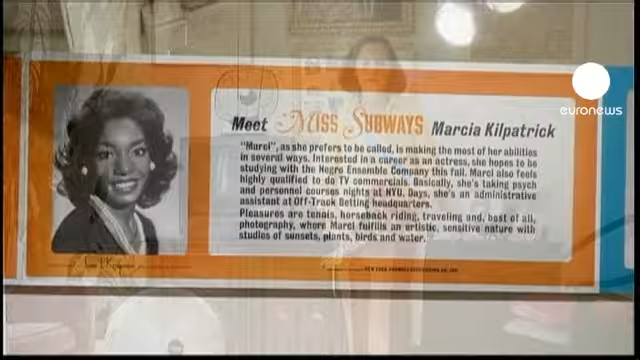 euronews
Meet Miss Subways Marcia Kilpatrick
"Marci", as she prefers to be called, is making the most of her abilities
in several ways. Interested in a career as an actress, she hopes to be
studying with the Negro Ensemble Company this fall. Marci also feels
highly qualified to do TV commercials. Basically, she's taking psych
and personnel courses nights at NYU. Days, she's an administrative
assistant at Off-Track Betting headquarters.
Pleasures are tennis, horseback riding, traveling and, best of all,
photography, where Marci fulfills an artistic, sensitive nature with
studies of sunsets, plants, birds and water.